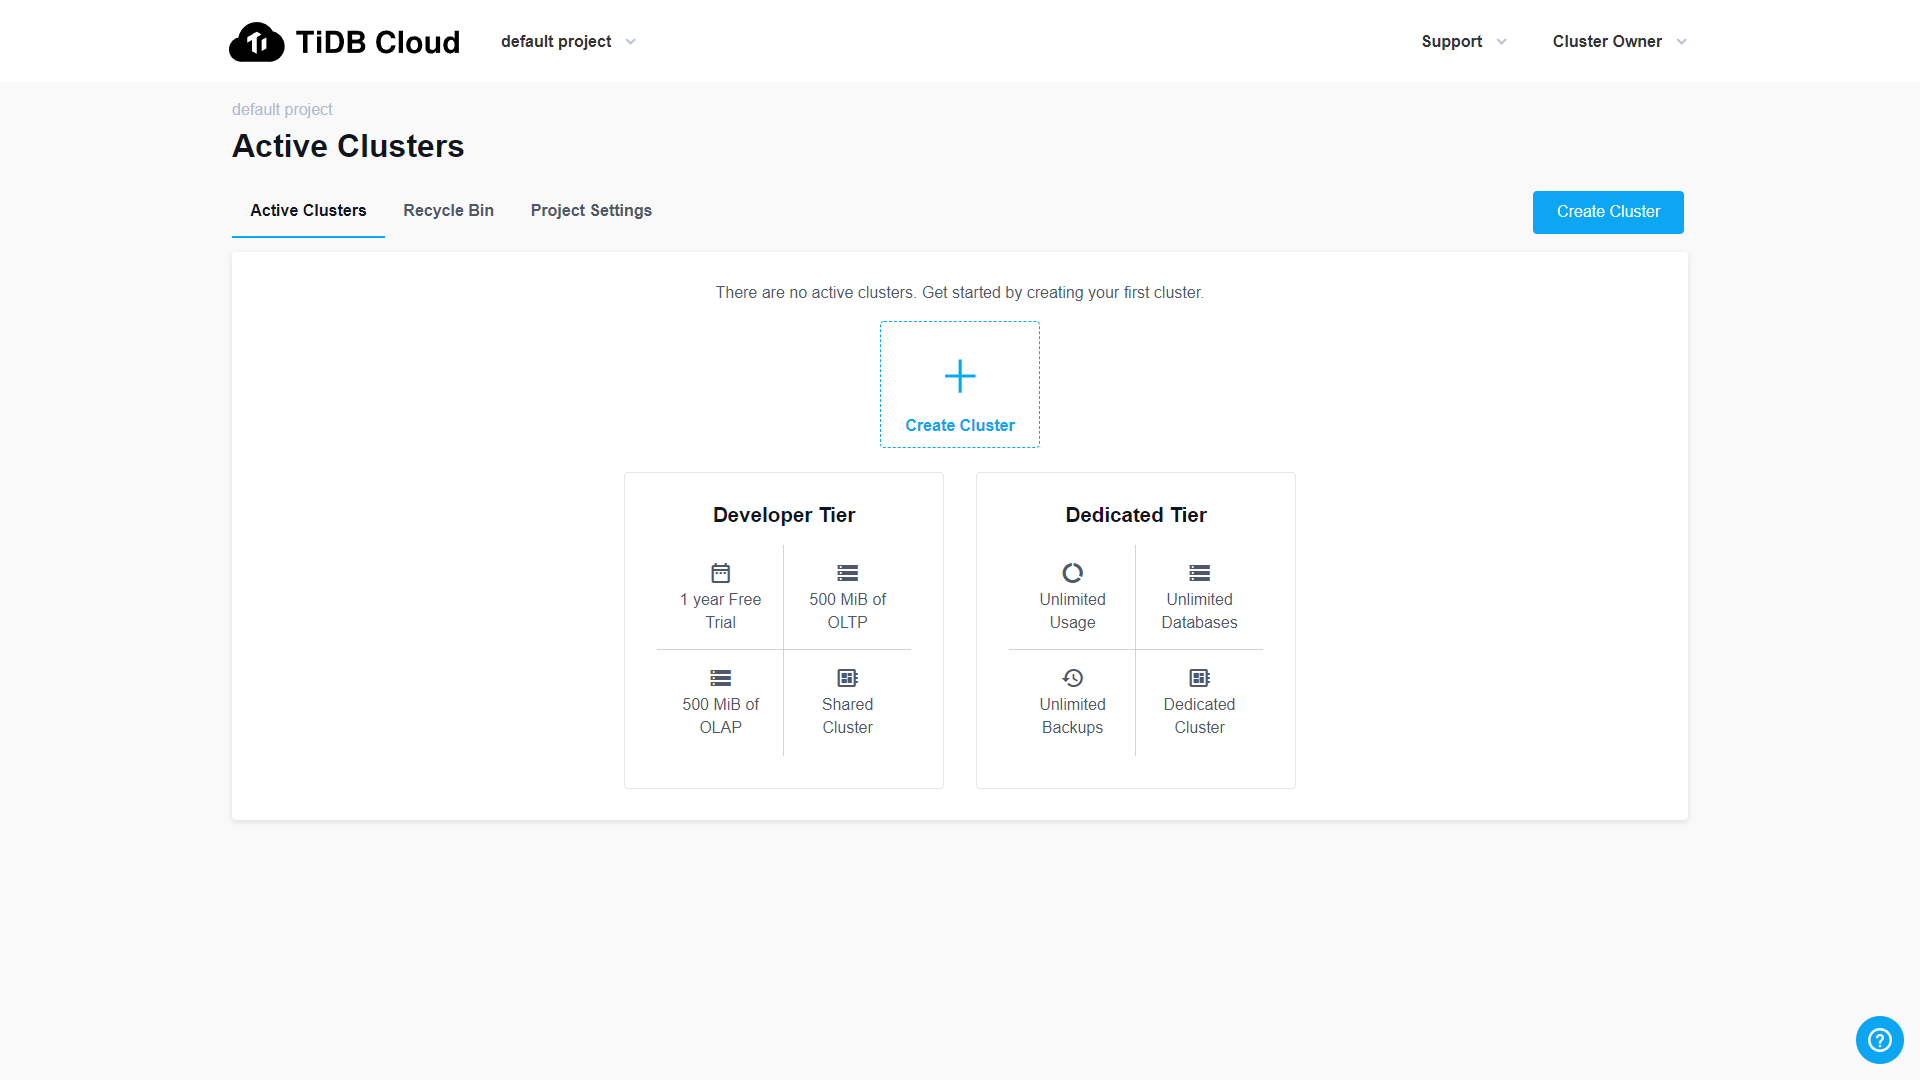 TiDB Cloud
default project
Support
Cluster Owner
default project
Active Clusters
Active Clusters
Recycle Bin
Project Settings
Create Cluster
There are no active clusters. Get started by creating your first cluster.
Create Cluster
Developer Tier
1 year Free
Trial
500 MiB of
OLTP
500 MiB of
OLAP
Shared
Cluster
Dedicated Tier
Unlimited
Usage
Unlimited
Databases
Unlimited
Backups
Dedicated
Cluster